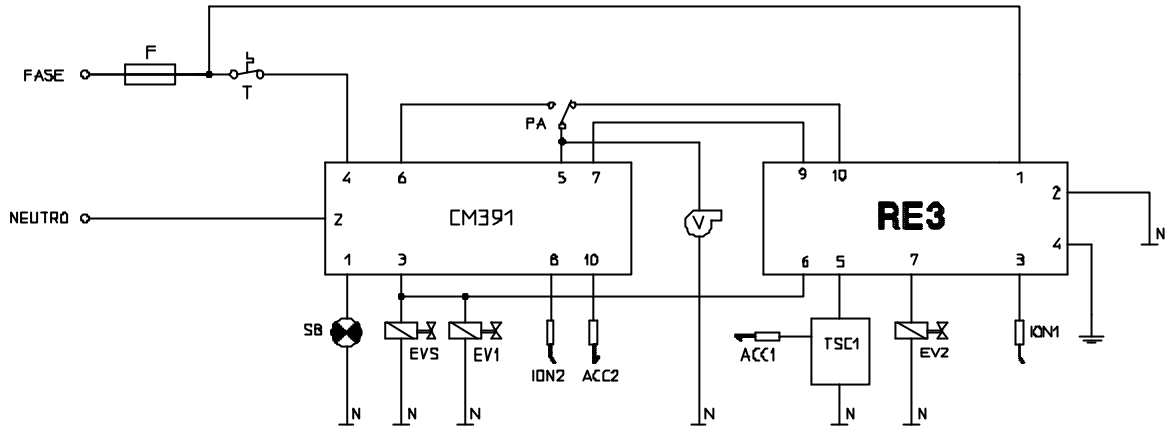 F
FASE
T
PA
4 6 5 7
9 10 1
2
NEUTRO
2
CM391
V
RE3
N
4
1 3 8 10
6 5 7 3
SB
EVS
EV1
ION2
ACC2
ACC1
TSC1
EV2
ION1
N N N N N N